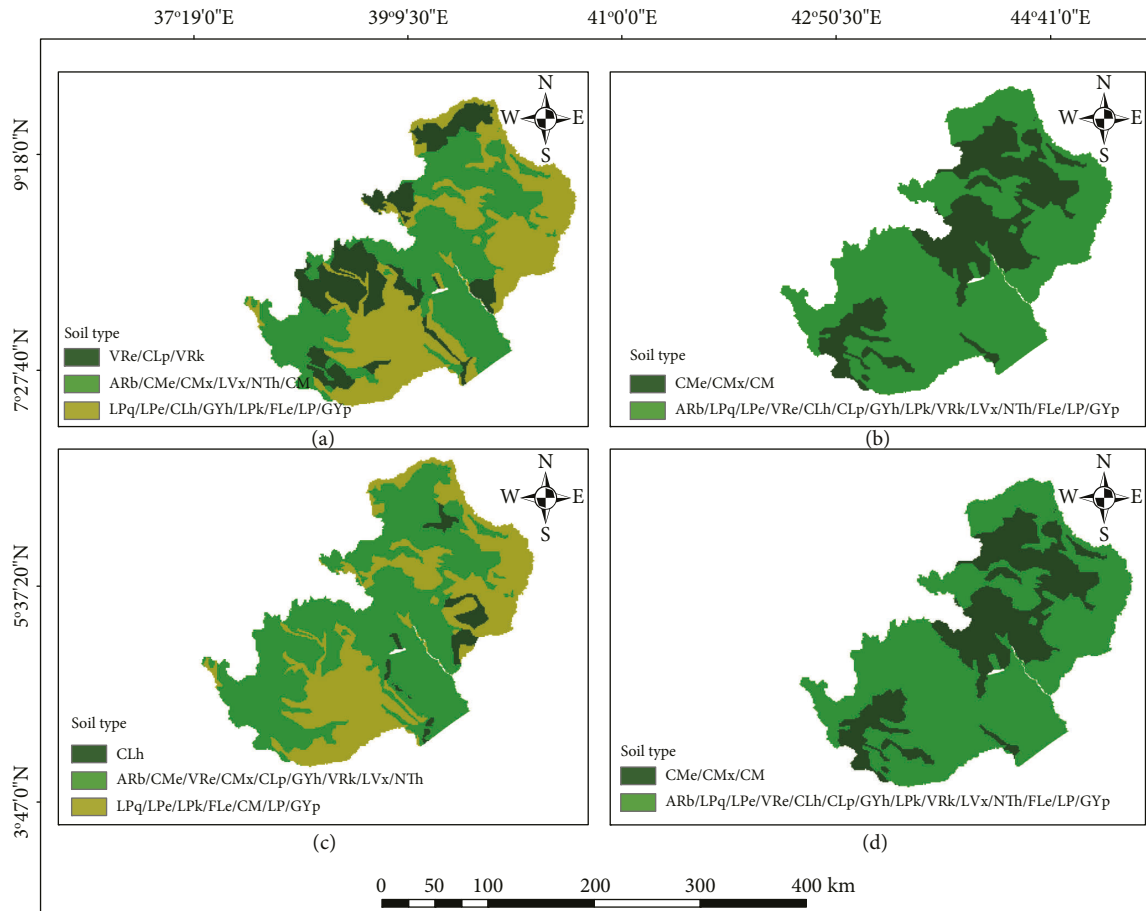 37°19'0"E 39°9'30"E 41°0'0"E 42°50'30"E 44°41'0"E
9°18'0"N
7°27'40"N
5°37'20"N
3°47'0"N
N
W E
S
Soil type
VRe/CLp/VRk
ARb/CMe/CMx/LVx/NTh/CM
LPq/LPe/CLh/GYh/LPk/FLe/LP/GYp
(a)
N
W E
S
Soil type
CMe/CMx/CM
ARb/LPq/LPe/VRe/CLh/CLp/GYh/LPk/VRk/LVx/NTh/FLe/LP/GYp
(b)
N
W E
S
Soil type
CLh
ARb/CMe/VRe/CMx/CLp/GYh/VRk/LVx/NTh
LPq/LPe/LPk/FLe/CM/LP/GYp
(c)
N
W E
S
Soil type
CMe/CMx/CM
ARb/LPq/LPe/VRe/CLh/CLp/GYh/LPk/VRk/LVx/NTh/FLe/LP/GYp
(d)
0 50 100 200 300 400 km